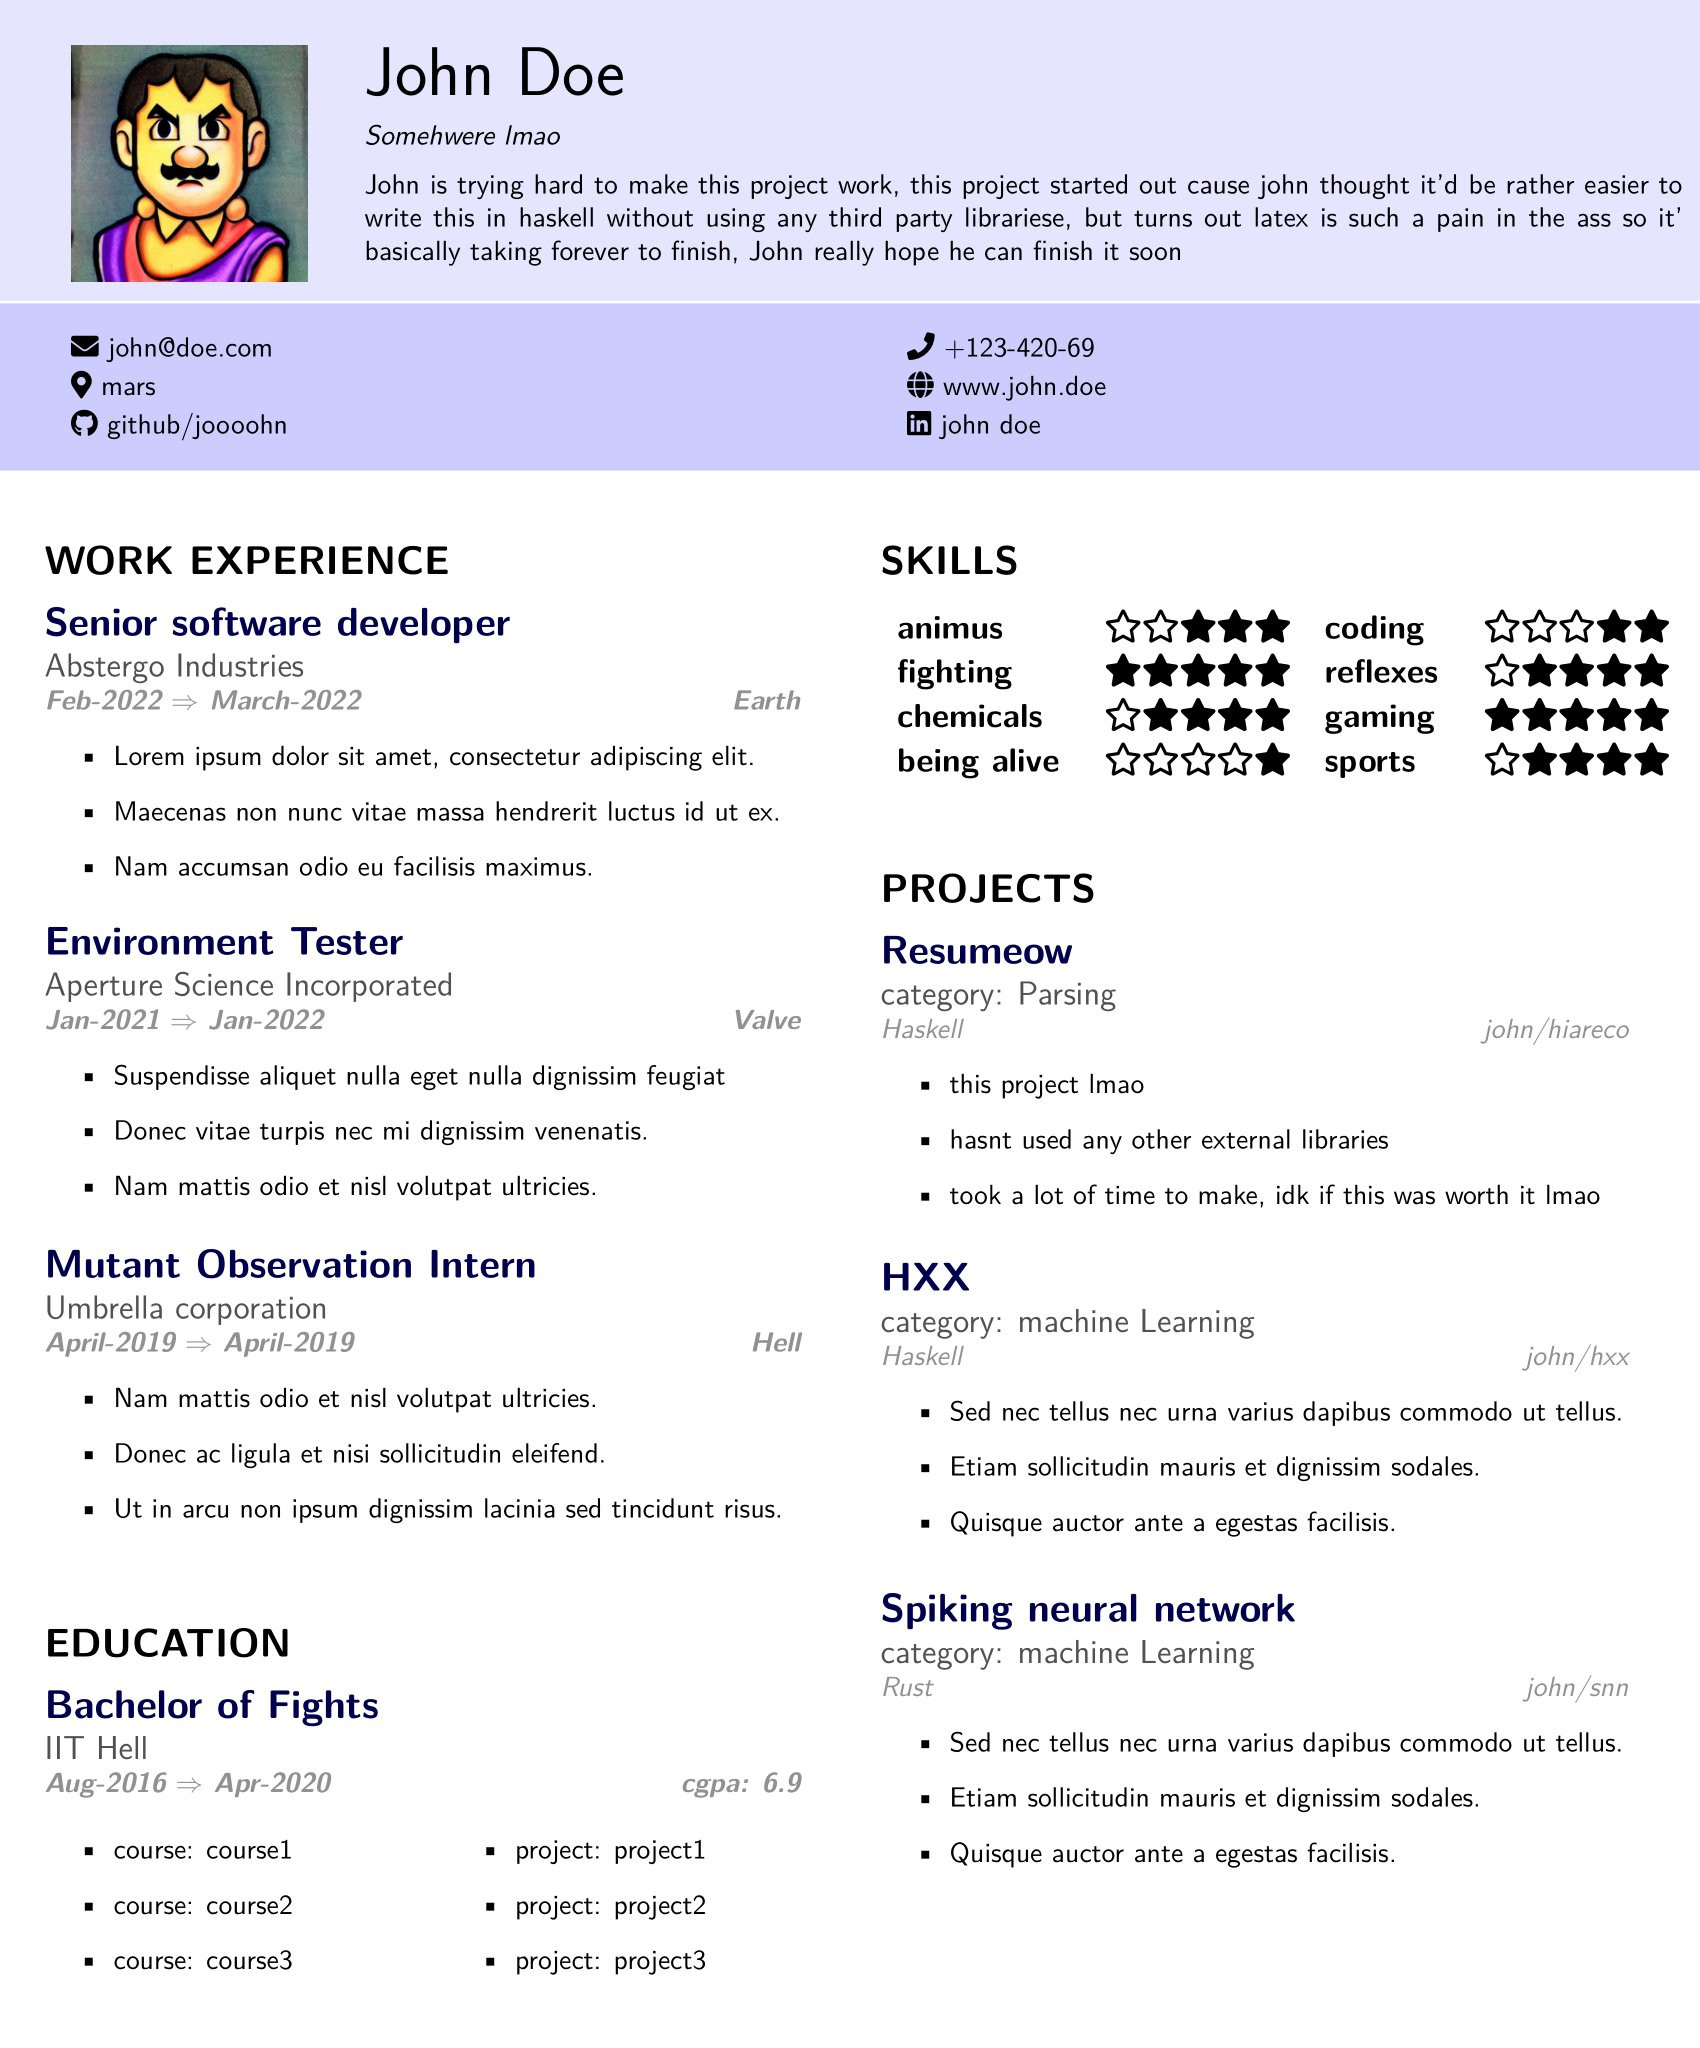 John Doe
Somehwere lmao
John is trying hard to make this project work, this project started out cause john thought it'd be rather easier to
write this in haskell without using any third party librariese, but turns out latex is such a pain in the ass so it'
basically taking forever to finish, John really hope he can finish it soon
john@doe.com
mars
github/joooohn
+123-420-69
www.john.doe
john doe
WORK EXPERIENCE
Senior software developer
Abstergo Industries
Feb-2022 ⇒ March-2022 Earth
▪ Lorem ipsum dolor sit amet, consectetur adipiscing elit.
▪ Maecenas non nunc vitae massa hendrerit luctus id ut ex.
▪ Nam accumsan odio eu facilisis maximus.
Environment Tester
Aperture Science Incorporated
Jan-2021 ⇒ Jan-2022 Valve
▪ Suspendisse aliquet nulla eget nulla dignissim feugiat
▪ Donec vitae turpis nec mi dignissim venenatis.
▪ Nam mattis odio et nisl volutpat ultricies.
Mutant Observation Intern
Umbrella corporation
April-2019 ⇒ April-2019 Hell
▪ Nam mattis odio et nisl volutpat ultricies.
▪ Donec ac ligula et nisi sollicitudin eleifend.
▪ Ut in arcu non ipsum dignissim lacinia sed tincidunt risus.
EDUCATION
Bachelor of Fights
IIT Hell
Aug-2016 ⇒ Apr-2020 cgpa: 6.9
▪ course: course1
▪ course: course2
▪ course: course3
▪ project: project1
▪ project: project2
▪ project: project3
SKILLS
animus ☆☆★★★ coding ☆☆☆★★
fighting ★★★★★ reflexes ☆★★★★
chemicals ☆★★★★ gaming ★★★★★
being alive ☆☆☆☆★ sports ☆★★★★
PROJECTS
Resumeow
category: Parsing
Haskell john/hiareco
▪ this project lmao
▪ hasnt used any other external libraries
▪ took a lot of time to make, idk if this was worth it lmao
HXX
category: machine Learning
Haskell john/hxx
▪ Sed nec tellus nec urna varius dapibus commodo ut tellus.
▪ Etiam sollicitudin mauris et dignissim sodales.
▪ Quisque auctor ante a egestas facilisis.
Spiking neural network
category: machine Learning
Rust john/snn
▪ Sed nec tellus nec urna varius dapibus commodo ut tellus.
▪ Etiam sollicitudin mauris et dignissim sodales.
▪ Quisque auctor ante a egestas facilisis.